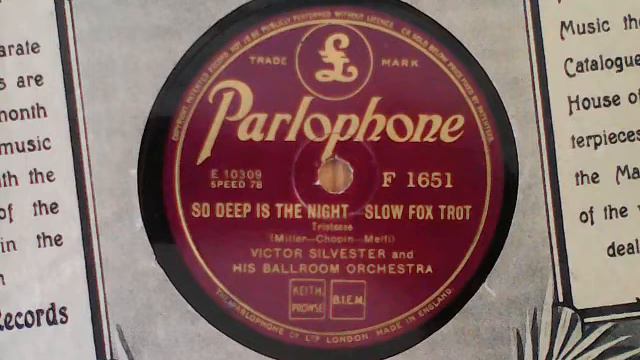 TRADE MARK
Parlophone
E 10309
SPEED 78
F 1651
SO DEEP IS THE NIGHT SLOW FOX TROT
Tristesse
(Miller-Chopin-Melfi)
VICTOR SILVESTER and
HIS BALLROOM ORCHESTRA
KEITH
PROWSE
B.I.E.M.
THE PARLOPHONE Co LTD LONDON. MADE IN ENGLAND.
arate
s are
month
music
th the
of the
in the
Records
Music th
Catalogue
House of
terpieces
the Ma
of the
deal